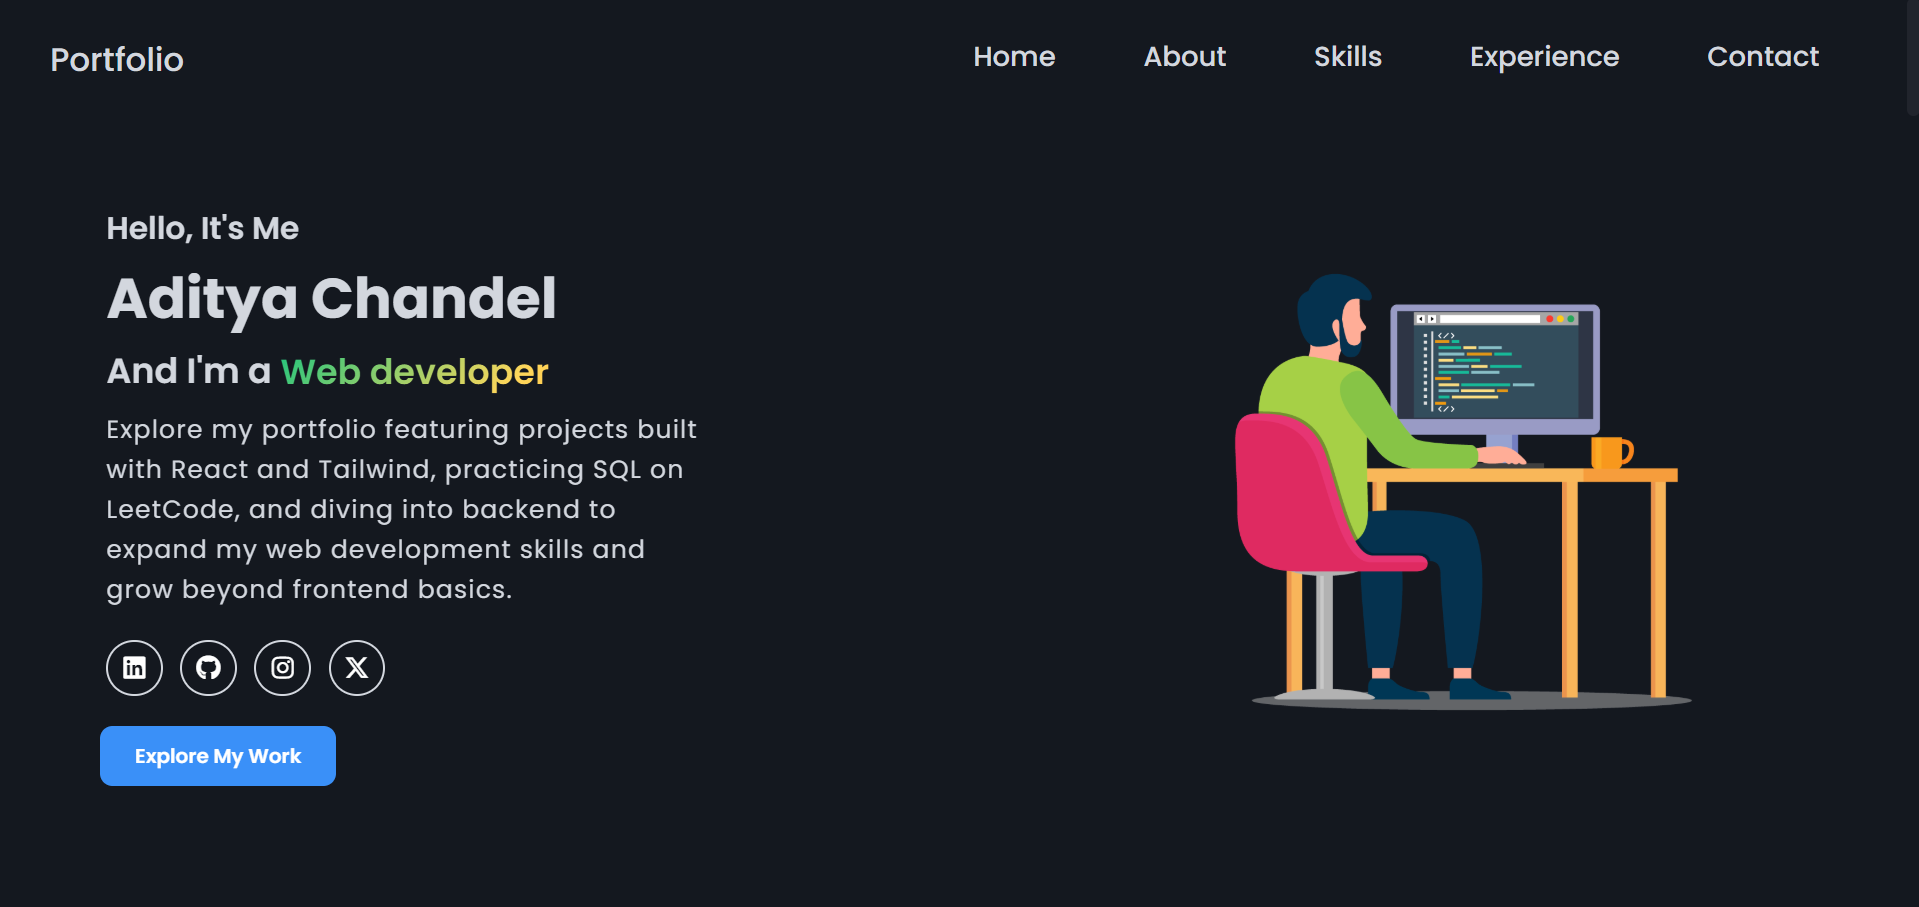 Portfolio
Home About Skills Experience Contact
Hello, It's Me
Aditya Chandel
And I'm a Web developer
Explore my portfolio featuring projects built
with React and Tailwind, practicing SQL on
LeetCode, and diving into backend to
expand my web development skills and
grow beyond frontend basics.
Explore My Work